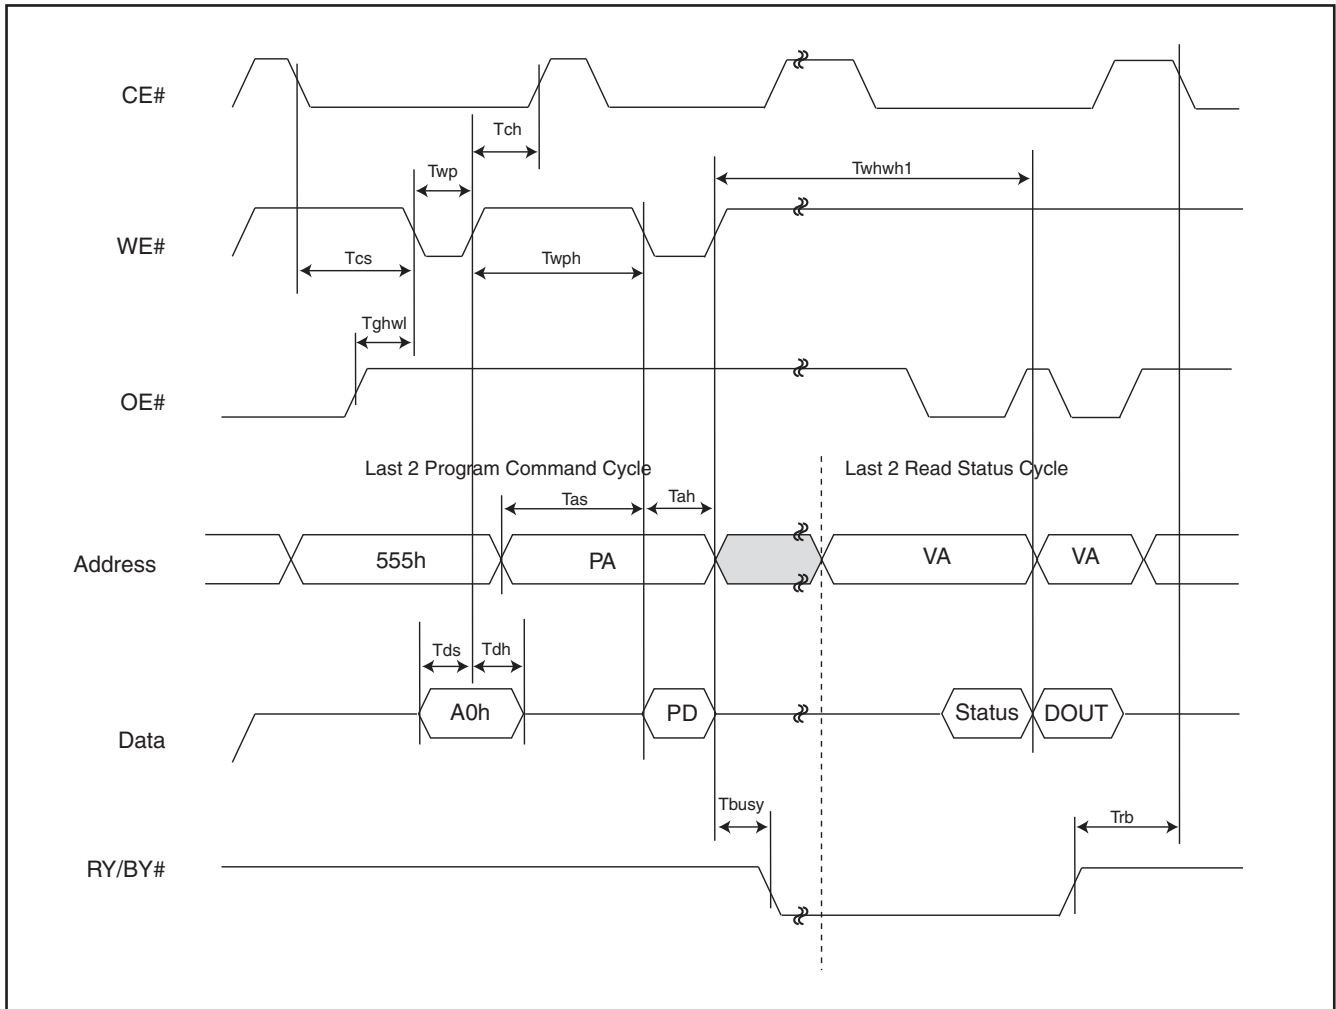 CE#
Tch
Twp
Twhwh1
WE#
Tcs
Twph
Tghwl
OE#
Last 2 Program Command Cycle
Last 2 Read Status Cycle
Tas
Tah
Address
555h
PA
VA
VA
Tds
Tdh
A0h
PD
Status
DOUT
Data
Tbusy
Trb
RY/BY#